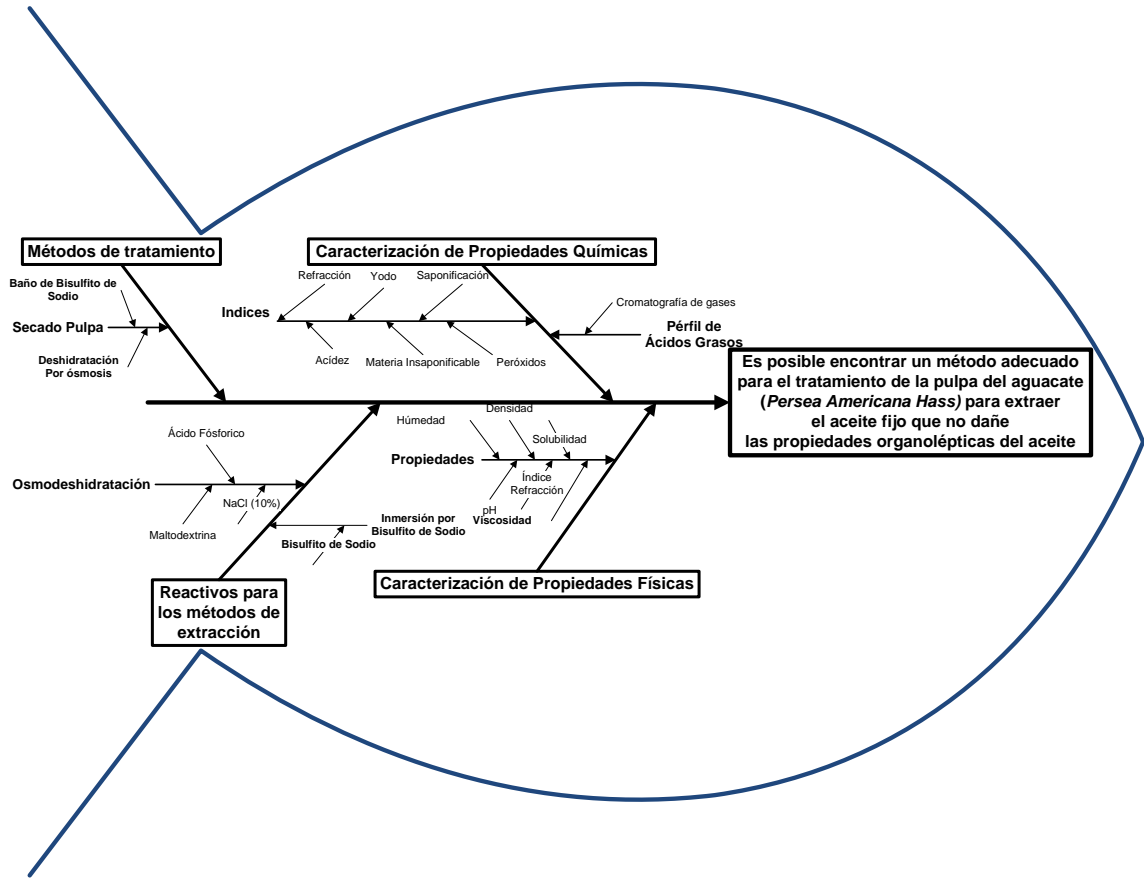 Métodos de tratamiento
Caracterización de Propiedades Químicas
Baño de Bisulfito de
Sodio
Secado Pulpa
Deshidratación
Por ósmosis
Refracción
Yodo
Saponificación
Indices
Acídez
Materia Insaponificable
Peróxidos
Cromatografía de gases
Pérfil de
Ácidos Grasos
Es posible encontrar un método adecuado
para el tratamiento de la pulpa del aguacate
(Persea Americana Hass) para extraer
el aceite fijo que no dañe
las propiedades organolépticas del aceite
Ácido Fósforico
Osmodeshidratación
NaCl (10%)
Maltodextrina
Inmersión por
Bisulfito de Sodio
Bisulfito de Sodio
Reactivos para
los métodos de
extracción
Húmedad
Densidad
Solubilidad
Propiedades
Índice
Refracción
pH
Viscosidad
Caracterización de Propiedades Físicas